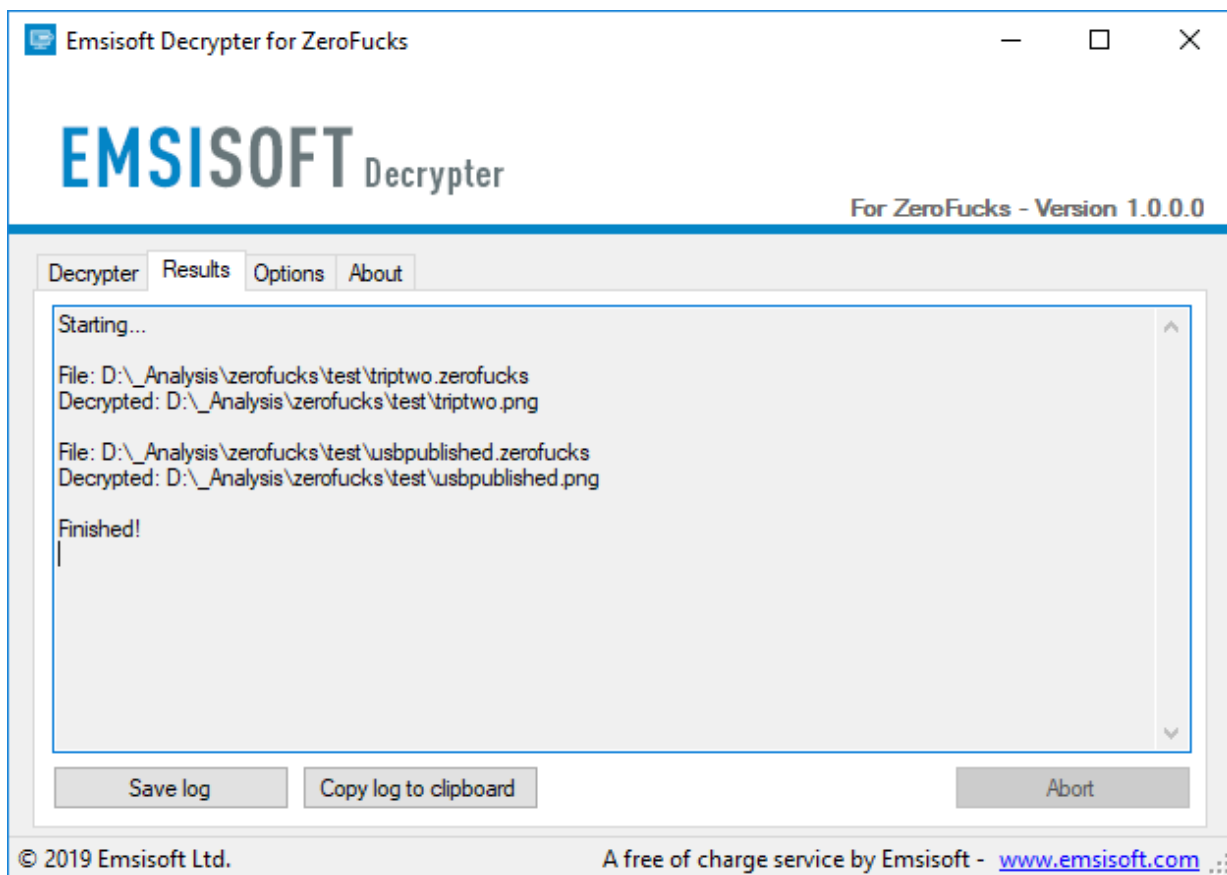 Emsisoft Decrypter for ZeroFucks
EMSISOFT Decrypter
For ZeroFucks - Version 1.0.0.0
Decrypter Results Options About
Starting...
File: D:\_Analysis\zerofucks\test\triptwo.zerofucks
Decrypted: D:\_Analysis\zerofucks\test\triptwo.png
File: D:\_Analysis\zerofucks\test\usbpublished.zerofucks
Decrypted: D:\_Analysis\zerofucks\test\usbpublished.png
Finished!
Save log Copy log to clipboard Abort
© 2019 Emsisoft Ltd. A free of charge service by Emsisoft - www.emsisoft.com